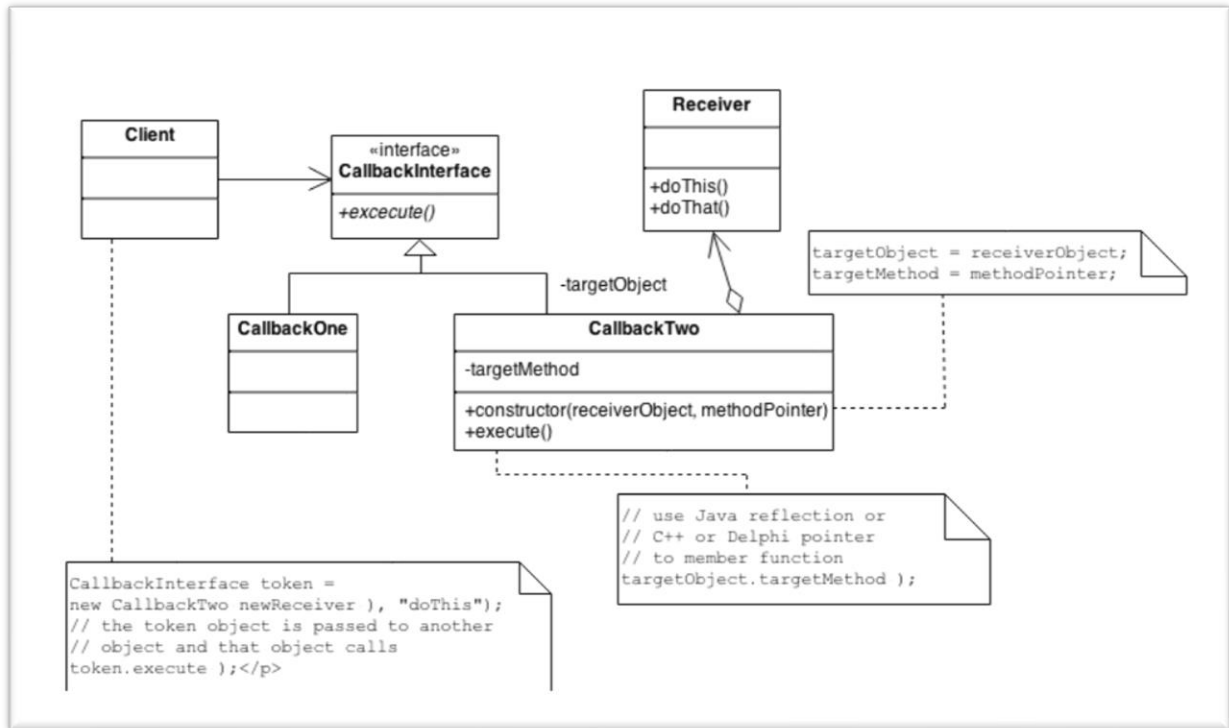 Client
«interface»
CallbackInterface
+excecute()
Receiver
+doThis()
+doThat()
targetObject = receiverObject;
targetMethod = methodPointer;
-targetObject
CallbackOne
CallbackTwo
-targetMethod
+constructor(receiverObject, methodPointer)
+execute()
// use Java reflection or
// C++ or Delphi pointer
// to member function
targetObject.targetMethod );
CallbackInterface token =
new CallbackTwo newReceiver ), "doThis");
// the token object is passed to another
// object and that object calls
token.execute );</p>